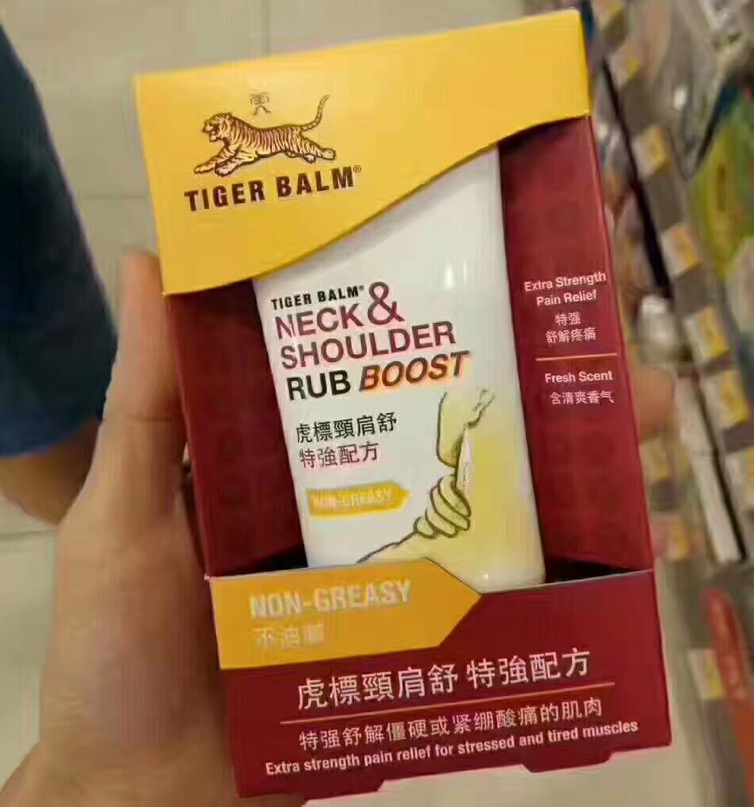 TIGER BALM®
TIGER BALM®
NECK &
SHOULDER
RUB BOOST
虎標頸肩舒
特強配方
NON-GREASY
Extra Strength
Pain Relief
特强
舒解疼痛
Fresh Scent
含清爽香气
NON-GREASY
不油膩
虎標頸肩舒 特強配方
特强舒解僵硬或紧绷酸痛的肌肉
Extra strength pain relief for stressed and tired muscles